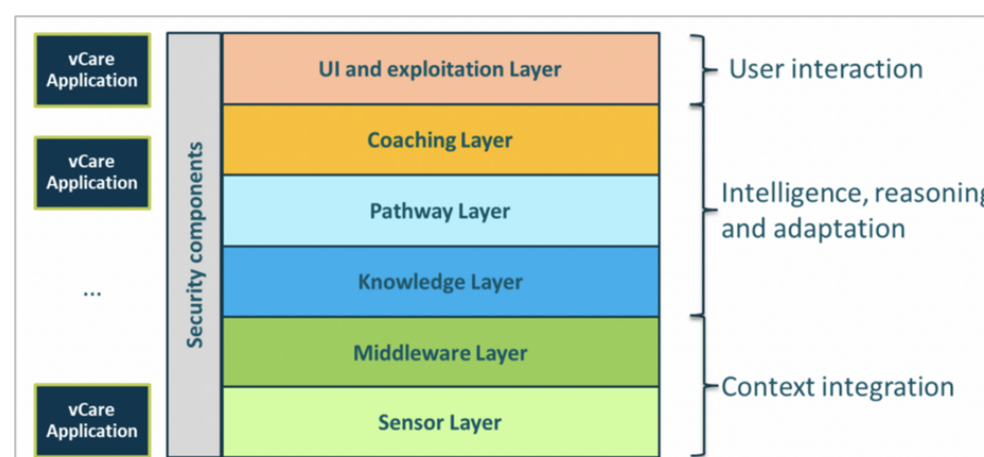 vCare
Application
vCare
Application
...
vCare
Application
Security components
UI and exploitation Layer
Coaching Layer
Pathway Layer
Knowledge Layer
Middleware Layer
Sensor Layer
User interaction
Intelligence, reasoning
and adaptation
Context integration